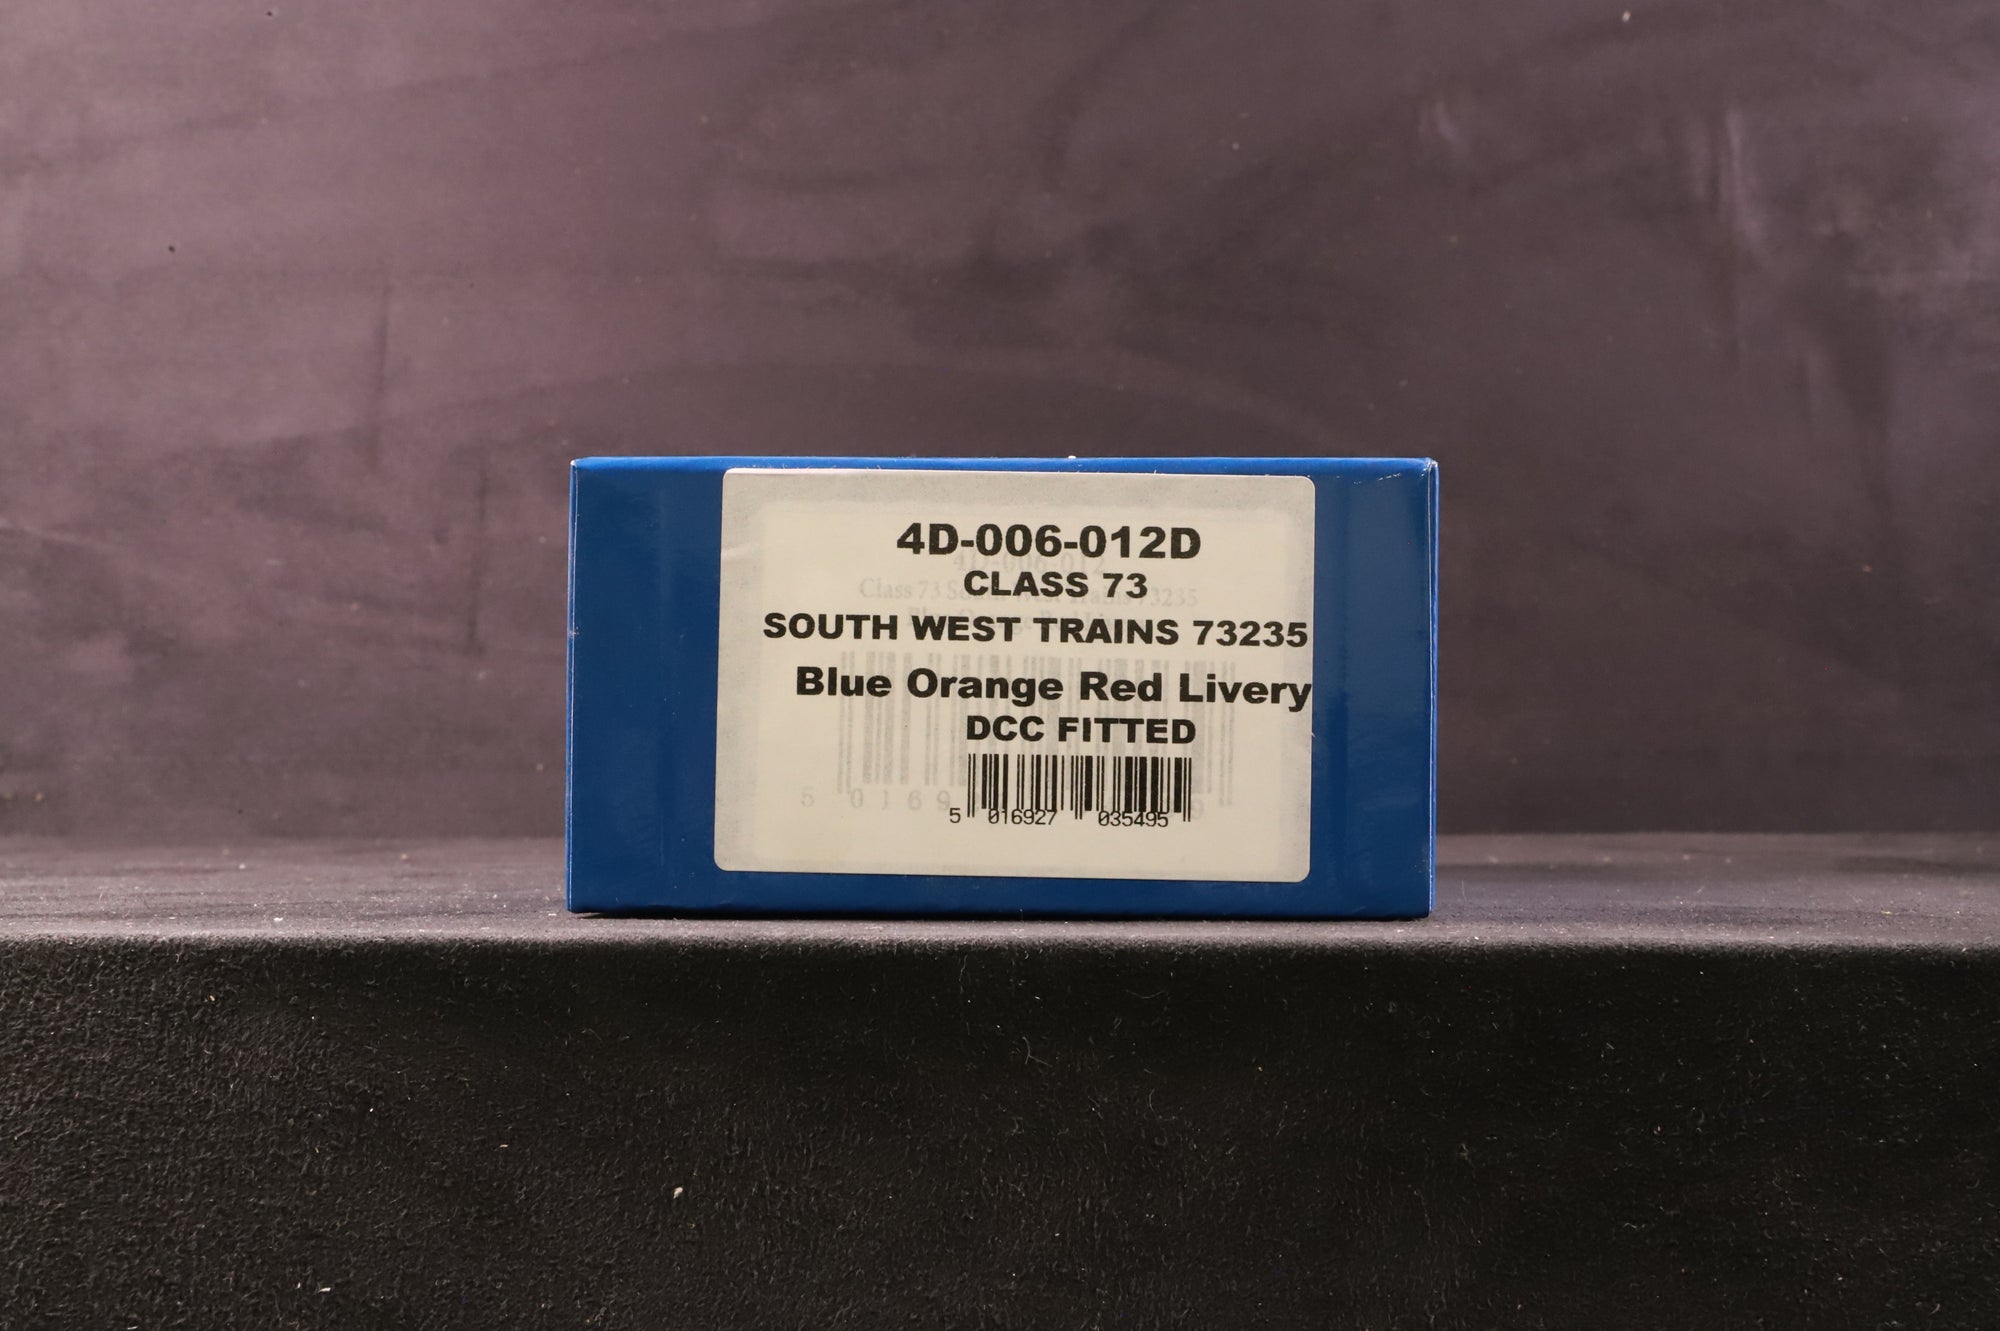 4D-006-012D
CLASS 73
SOUTH WEST TRAINS 73235
Blue Orange Red Livery
DCC FITTED
5 016927 035495